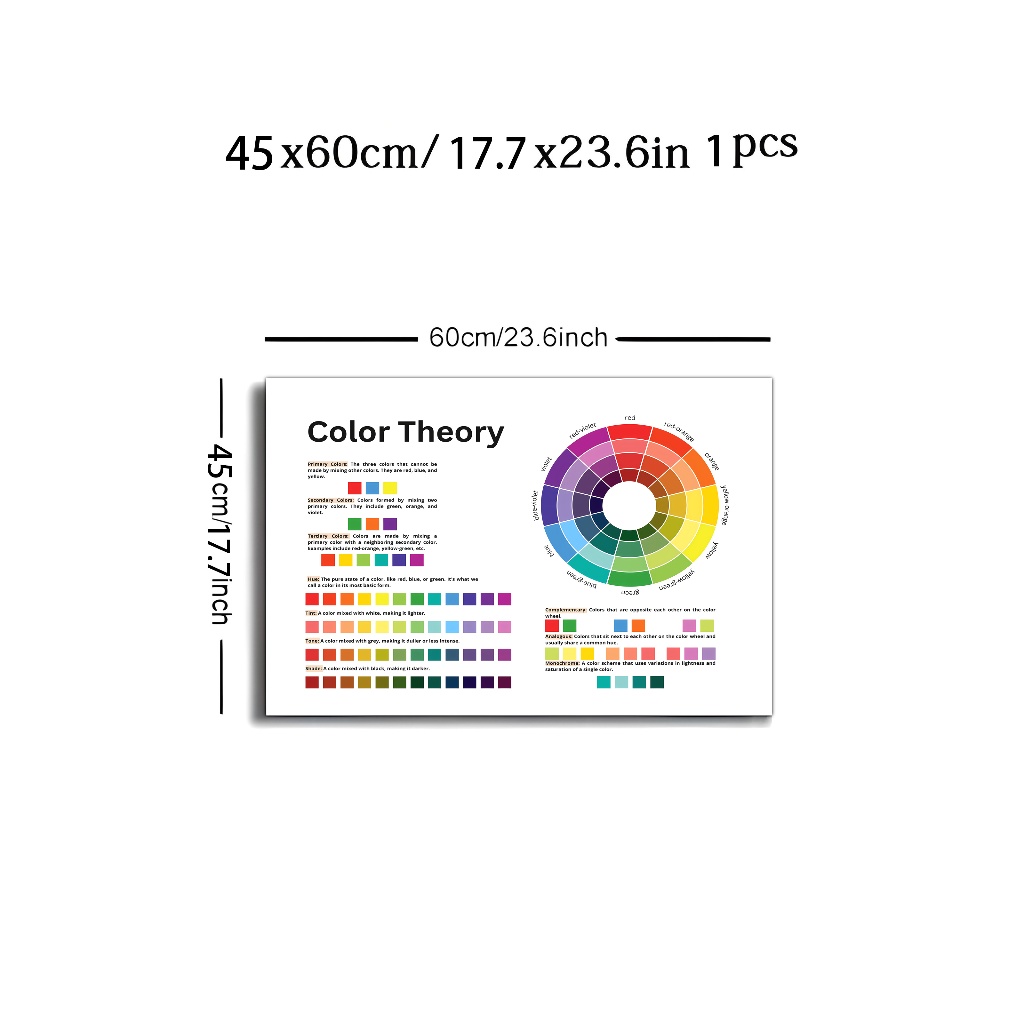 45x60cm/ 17.7x23.6in 1pcs
60cm/23.6inch
45cm/17.7inch
Color Theory
Primary Colors: The three colors that cannot be
made by mixing other colors. They are red, blue, and
yellow.
Secondary Colors: Colors formed by mixing two
primary colors. They include green, orange, and
violet.
Tertiary Colors: Colors are made by mixing a
primary color with a neighboring secondary color.
Examples include red-orange, yellow-green, etc.
Hue: The pure state of a color, like red, blue, or green. It's what we
call a color in its most basic form.
Tint: A color mixed with white, making it lighter.
Tone: A color mixed with grey, making it duller or less intense.
Shade: A color mixed with black, making it darker.
red
red-orange
orange
yellow-orange
yellow
yellow-green
green
blue-green
blue
blue-violet
violet
red-violet
Complementary: Colors that are opposite each other on the color
wheel.
Analogous: Colors that sit next to each other on the color wheel and
usually share a common hue.
Monochrome: A color scheme that uses variations in lightness and
saturation of a single color.